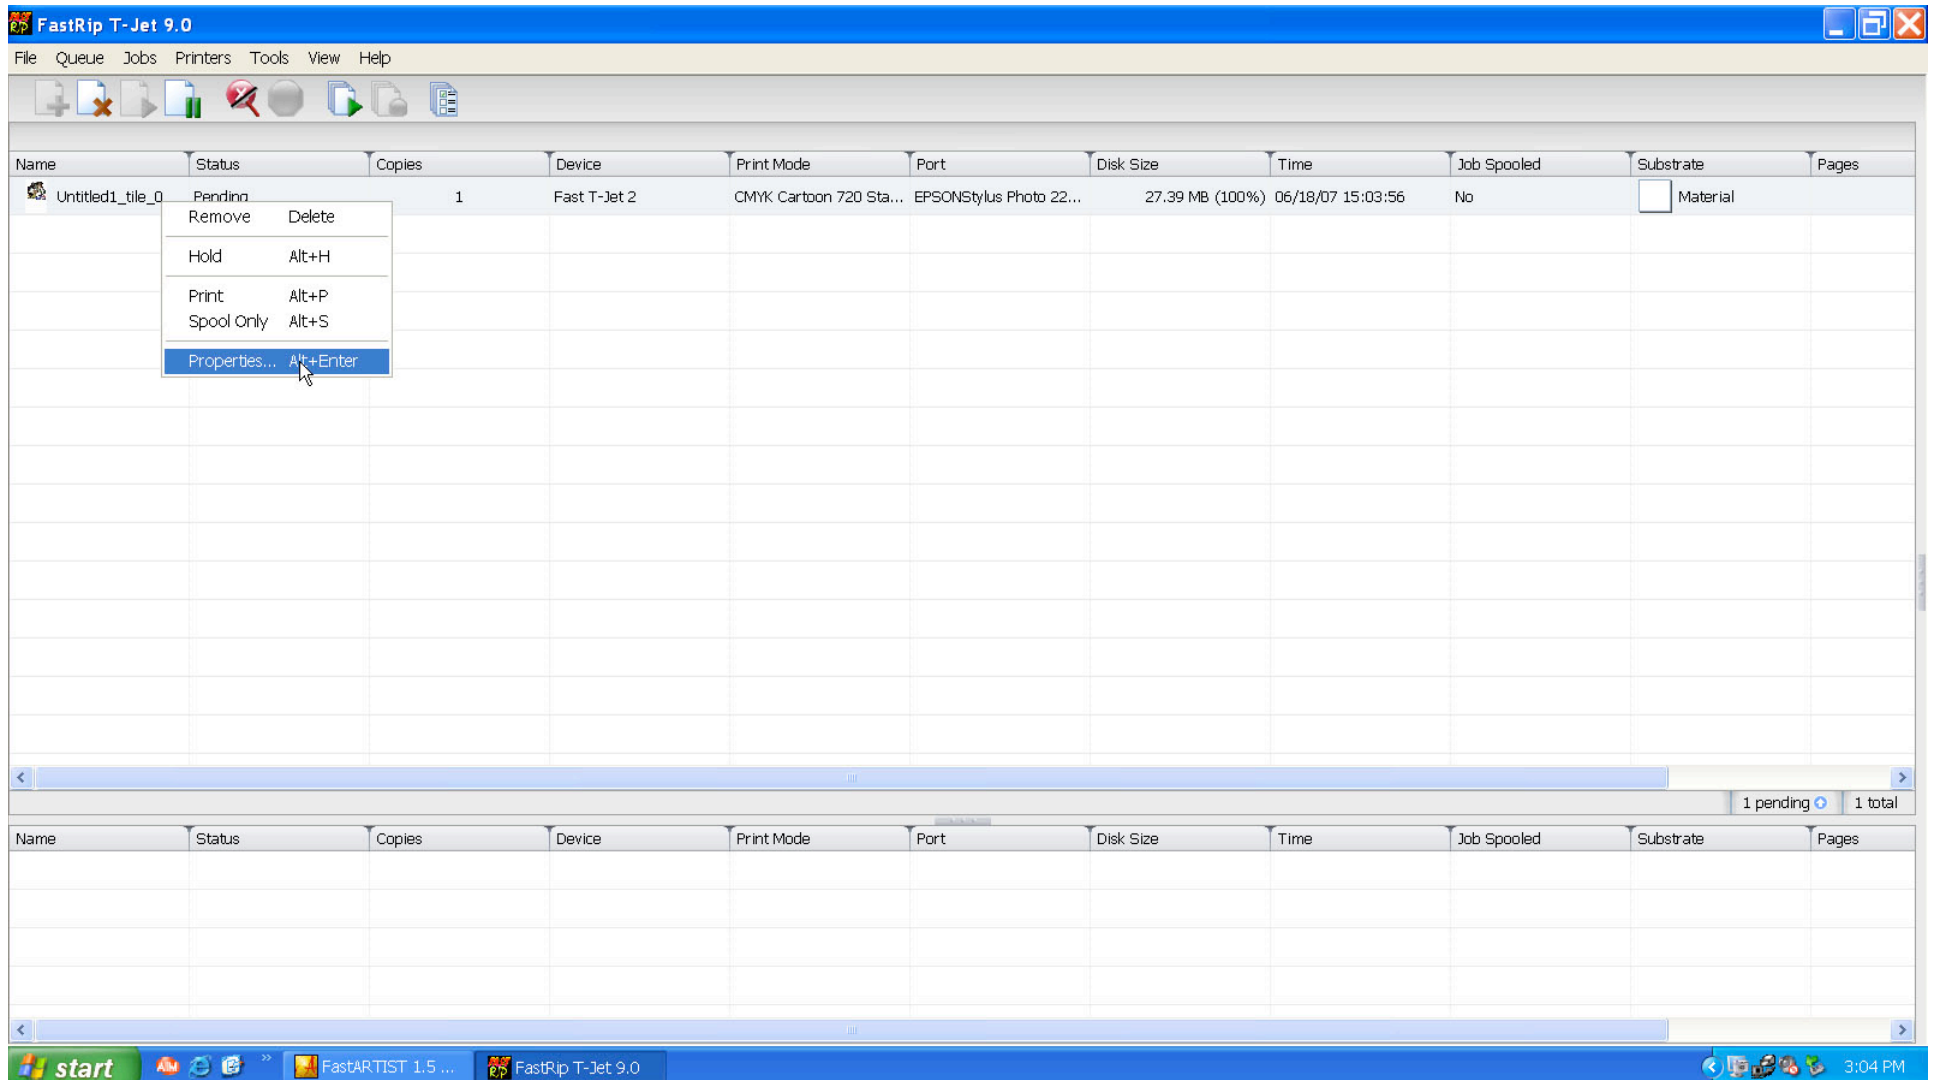 FastRip T-Jet 9.0
File Queue Jobs Printers Tools View Help
Name Status Copies Device Print Mode Port Disk Size Time Job Spooled Substrate Pages
Untitled1_tile_0 Pending 1 Fast T-Jet 2 CMYK Cartoon 720 Sta... EPSONStylus Photo 22... 27.39 MB (100%) 06/18/07 15:03:56 No Material
Remove Delete
Hold Alt+H
Print Alt+P
Spool Only Alt+S
Properties... Alt+Enter
1 pending 1 total
Name Status Copies Device Print Mode Port Disk Size Time Job Spooled Substrate Pages
start FastARTIST 1.5 ... FastRip T-Jet 9.0 3:04 PM